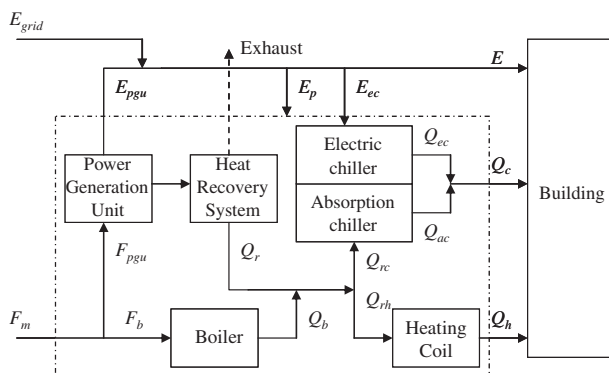 E_grid
Exhaust
E
E_pgu
E_p
E_ec
Power
Generation
Unit
Heat
Recovery
System
Electric
chiller
Absorption
chiller
Q_ec
Q_c
Q_ac
Building
F_pgu
Q_r
Q_rc
Q_rh
F_m
F_b
Boiler
Q_b
Heating
Coil
Q_h